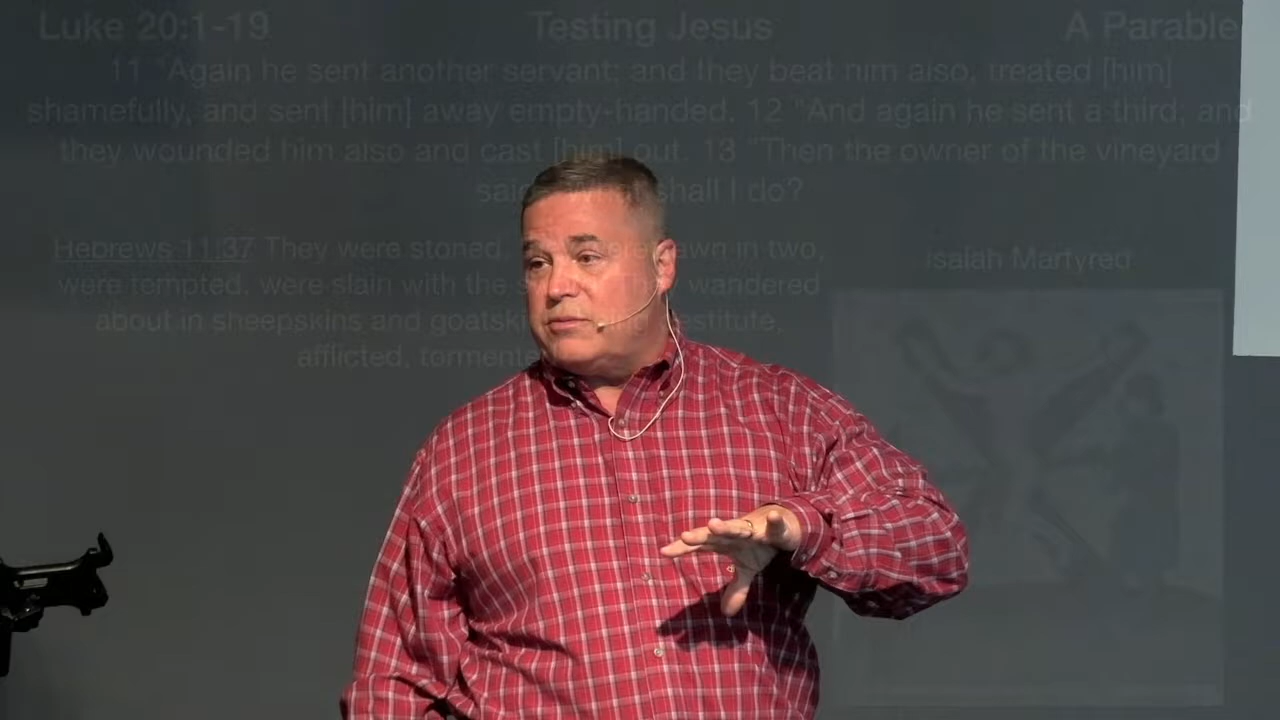 Luke 20:1-19 Testing Jesus A Parable
11 "Again he sent another servant; and they beat him also, treated [him]
shamefully, and sent [him] away empty-handed. 12 "And again he sent a third; and
they wounded him also and cast [him] out. 13 "Then the owner of the vineyard
shall I do?
Hebrews 11:37 They were stoned in two,
were tempted, were slain with the wandered
about in sheepskins and goatskins
afflicted,
Isaiah Martyred